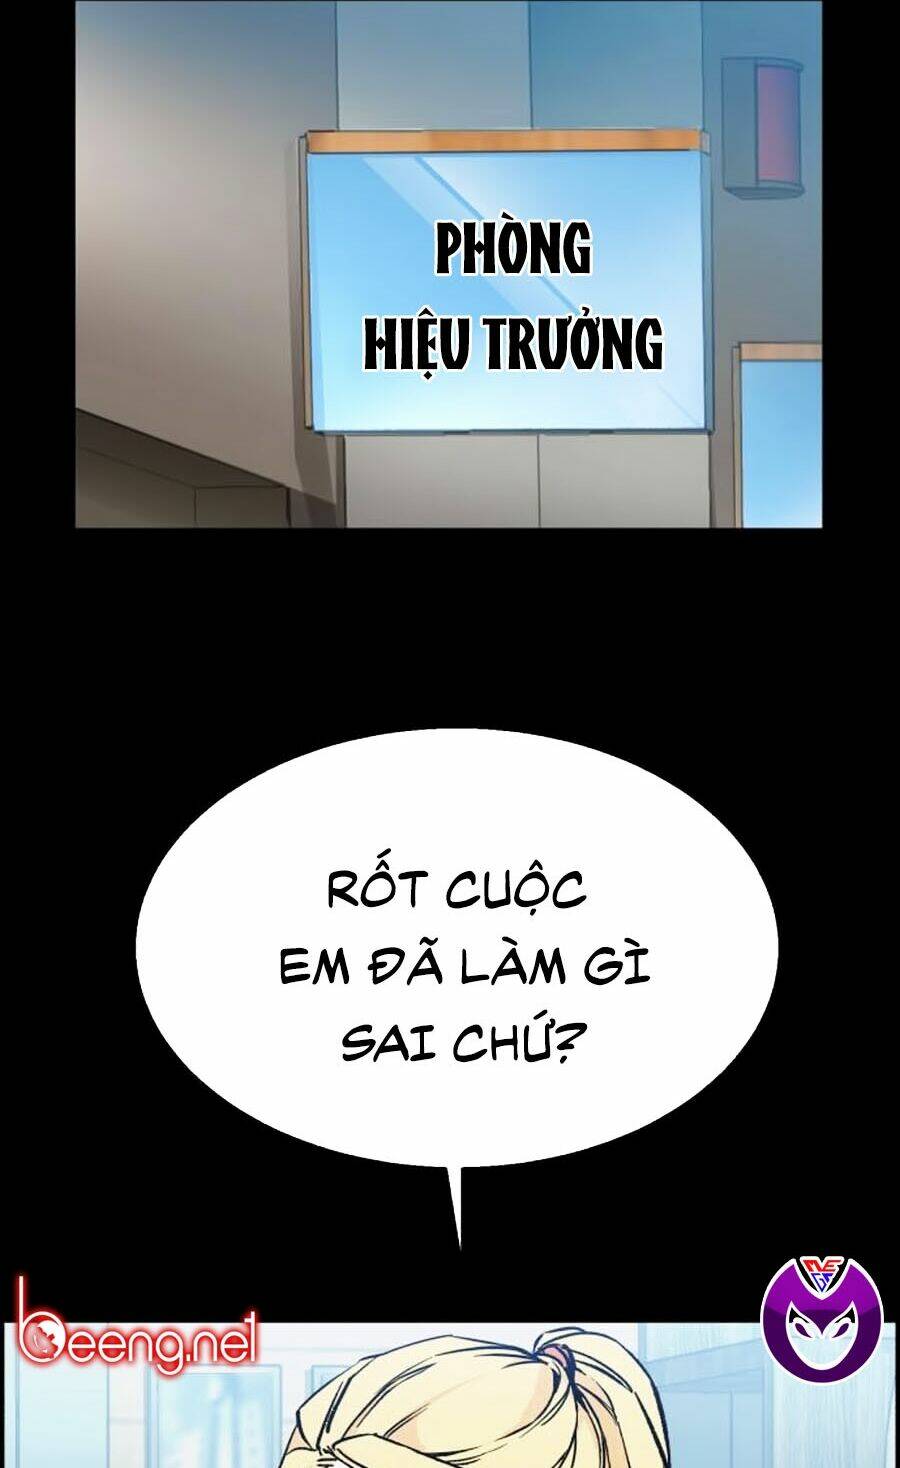 PHÒNG
HIỆU TRƯỞNG
RỐT CUỘC
EM ĐÃ LÀM GÌ
SAI CHỨ?
beeng.net